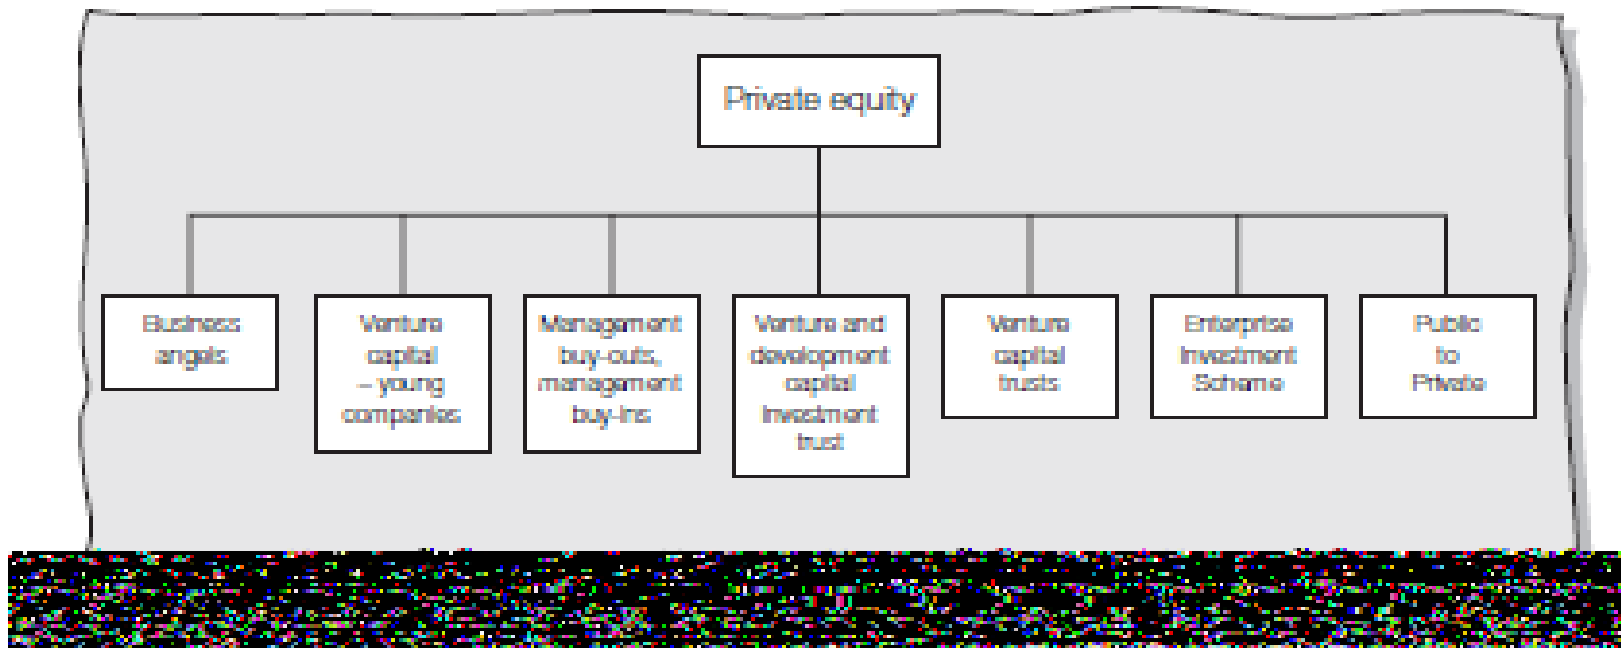 Private equity
Business
angels
Venture
capital
– young
companies
Management
buy-outs,
management
buy-ins
Venture and
development
capital
investment
trust
Venture
capital
trusts
Enterprise
Investment
Scheme
Public
to
Private